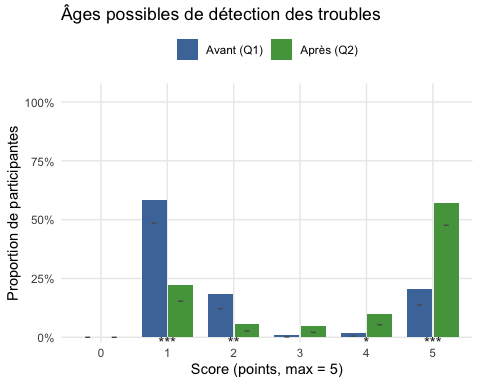 Âges possibles de détection des troubles
Avant (Q1) Après (Q2)
Proportion de participantes
100%
75%
50%
25%
0%
*** ** * ***
0 1 2 3 4 5
Score (points, max = 5)